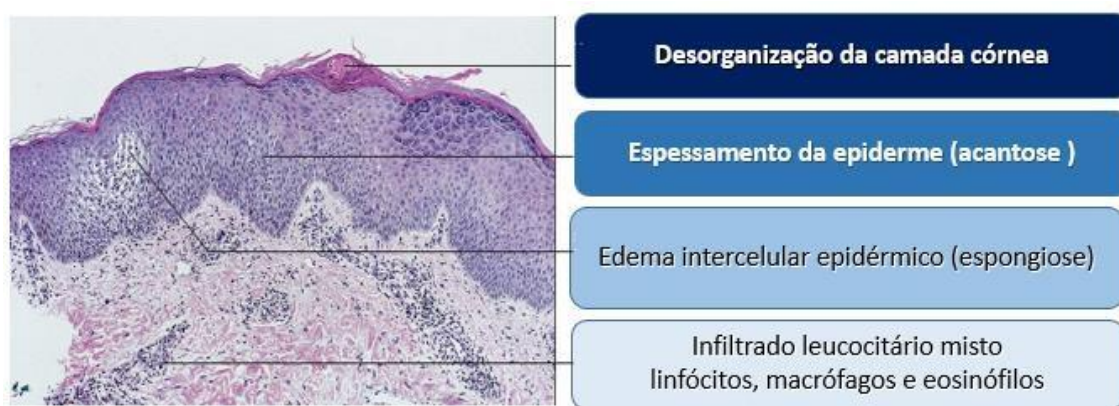 Desorganização da camada córnea
Espessamento da epiderme (acantose )
Edema intercelular epidérmico (espongiose)
Infiltrado leucocitário misto
linfócitos, macrófagos e eosinófilos